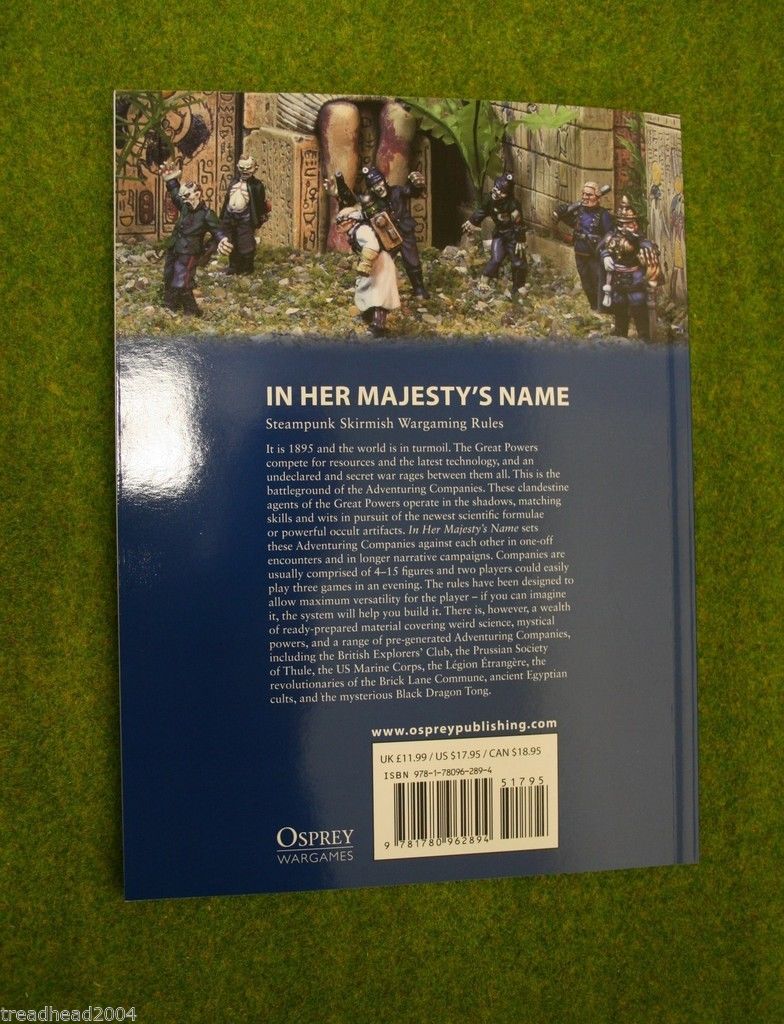 IN HER MAJESTY'S NAME
Steampunk Skirmish Wargaming Rules
It is 1895 and the world is in turmoil. The Great Powers
compete for resources and the latest technology, and an
undeclared and secret war rages between them all. This is the
battleground of the Adventuring Companies. These clandestine
agents of the Great Powers operate in the shadows, matching
skills and wits in pursuit of the newest scientific formulae
or powerful occult artifacts. In Her Majesty's Name sets
these Adventuring Companies against each other in one-off
encounters and in longer narrative campaigns. Companies are
usually comprised of 4–15 figures and two players could easily
play three games in an evening. The rules have been designed to
allow maximum versatility for the player – if you can imagine
it, the system will help you build it. There is, however, a wealth
of ready-prepared material covering weird science, mystical
powers, and a range of pre-generated Adventuring Companies,
including the British Explorers' Club, the Prussian Society
of Thule, the US Marine Corps, the Légion Étrangère, the
revolutionaries of the Brick Lane Commune, ancient Egyptian
cults, and the mysterious Black Dragon Tong.
www.ospreypublishing.com
UK £11.99 / US $17.95 / CAN $18.95
ISBN 978-1-78096-289-4
51795
9 781780 962894
OSPREY
WARGAMES
treadhead2004